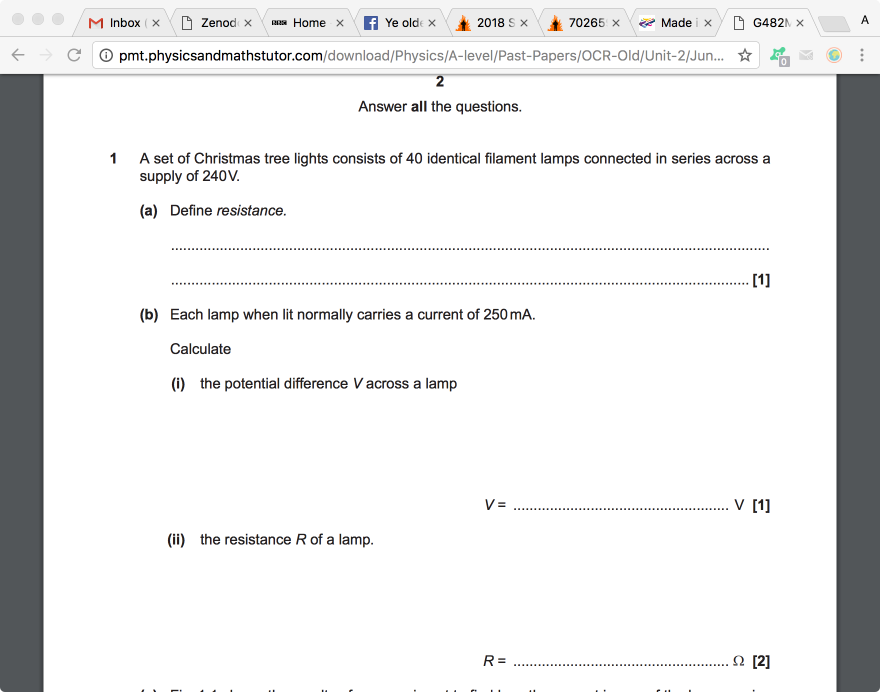 Inbox (
Zenod
Home
Ye olde
2018 S
70265
Made i
G482M
A
pmt.physicsandmathstutor.com/download/Physics/A-level/Past-Papers/OCR-Old/Unit-2/Jun...
0
2
Answer all the questions.
1 A set of Christmas tree lights consists of 40 identical filament lamps connected in series across a
supply of 240V.
(a) Define resistance.
..........................................................................................................................................................
.................................................................................................................................................... [1]
(b) Each lamp when lit normally carries a current of 250mA.
Calculate
(i) the potential difference V across a lamp
V = ..................................................... V [1]
(ii) the resistance R of a lamp.
R = ..................................................... Ω [2]